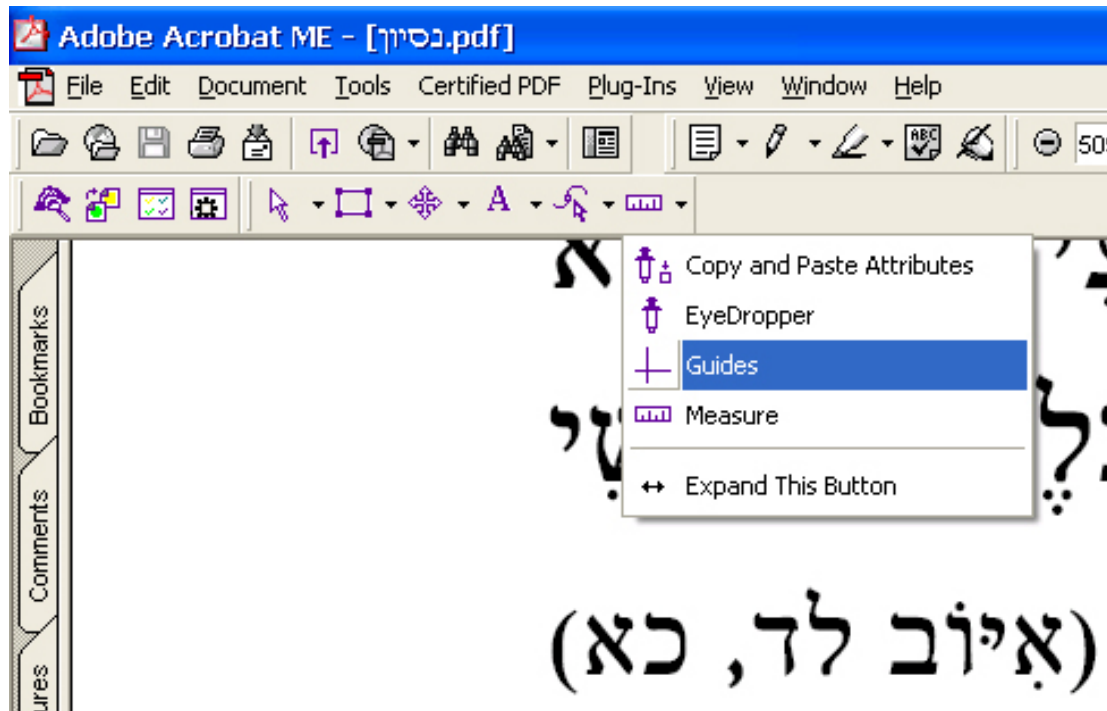 Adobe Acrobat ME - [נסיון.pdf]
File Edit Document Tools Certified PDF Plug-Ins View Window Help
Copy and Paste Attributes
EyeDropper
Guides
Measure
Expand This Button
Bookmarks
Comments
(אִיּוֹב לד, כא)